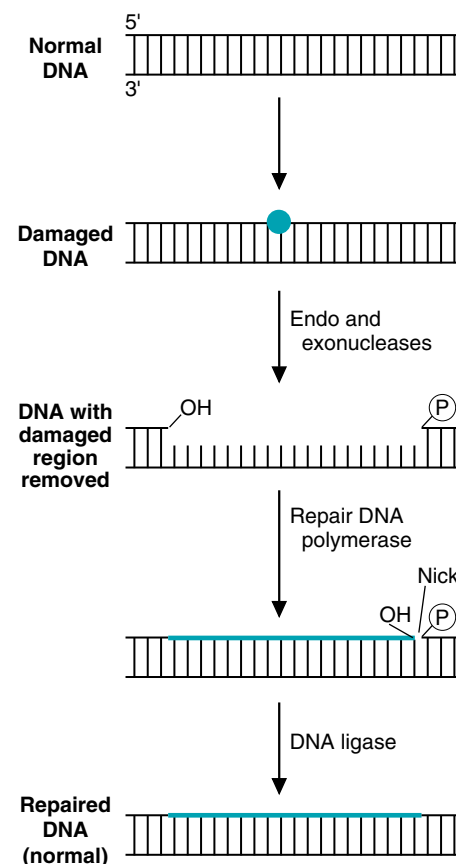 5'
Normal
DNA
3'
Damaged
DNA
Endo and
exonucleases
DNA with
damaged
region
removed
OH
P
Repair DNA
polymerase
Nick
OH
P
DNA ligase
Repaired
DNA
(normal)